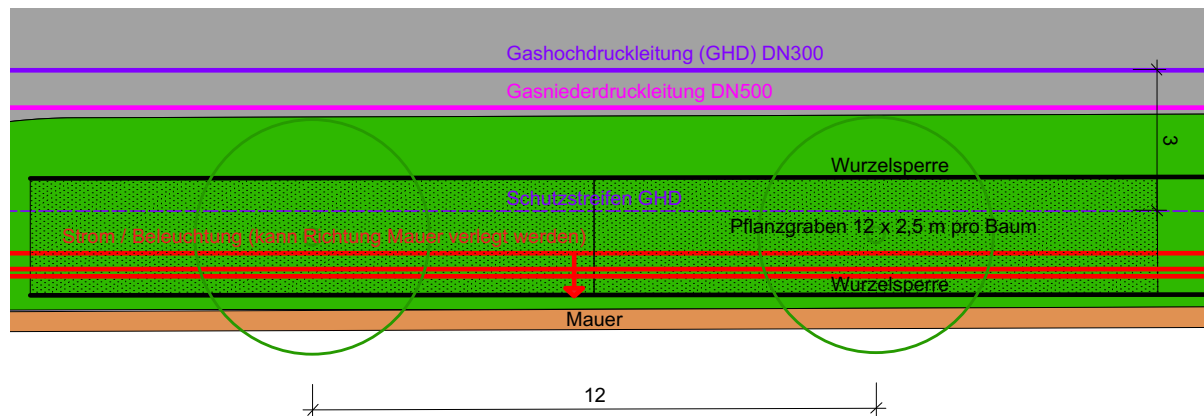 Gashochdruckleitung (GHD) DN300
Gasniederdruckleitung DN500
3
Wurzelsperre
Schutzstreifen GHD
Pflanzgraben 12 x 2,5 m pro Baum
Strom / Beleuchtung (kann Richtung Mauer verlegt werden)
Wurzelsperre
Mauer
12